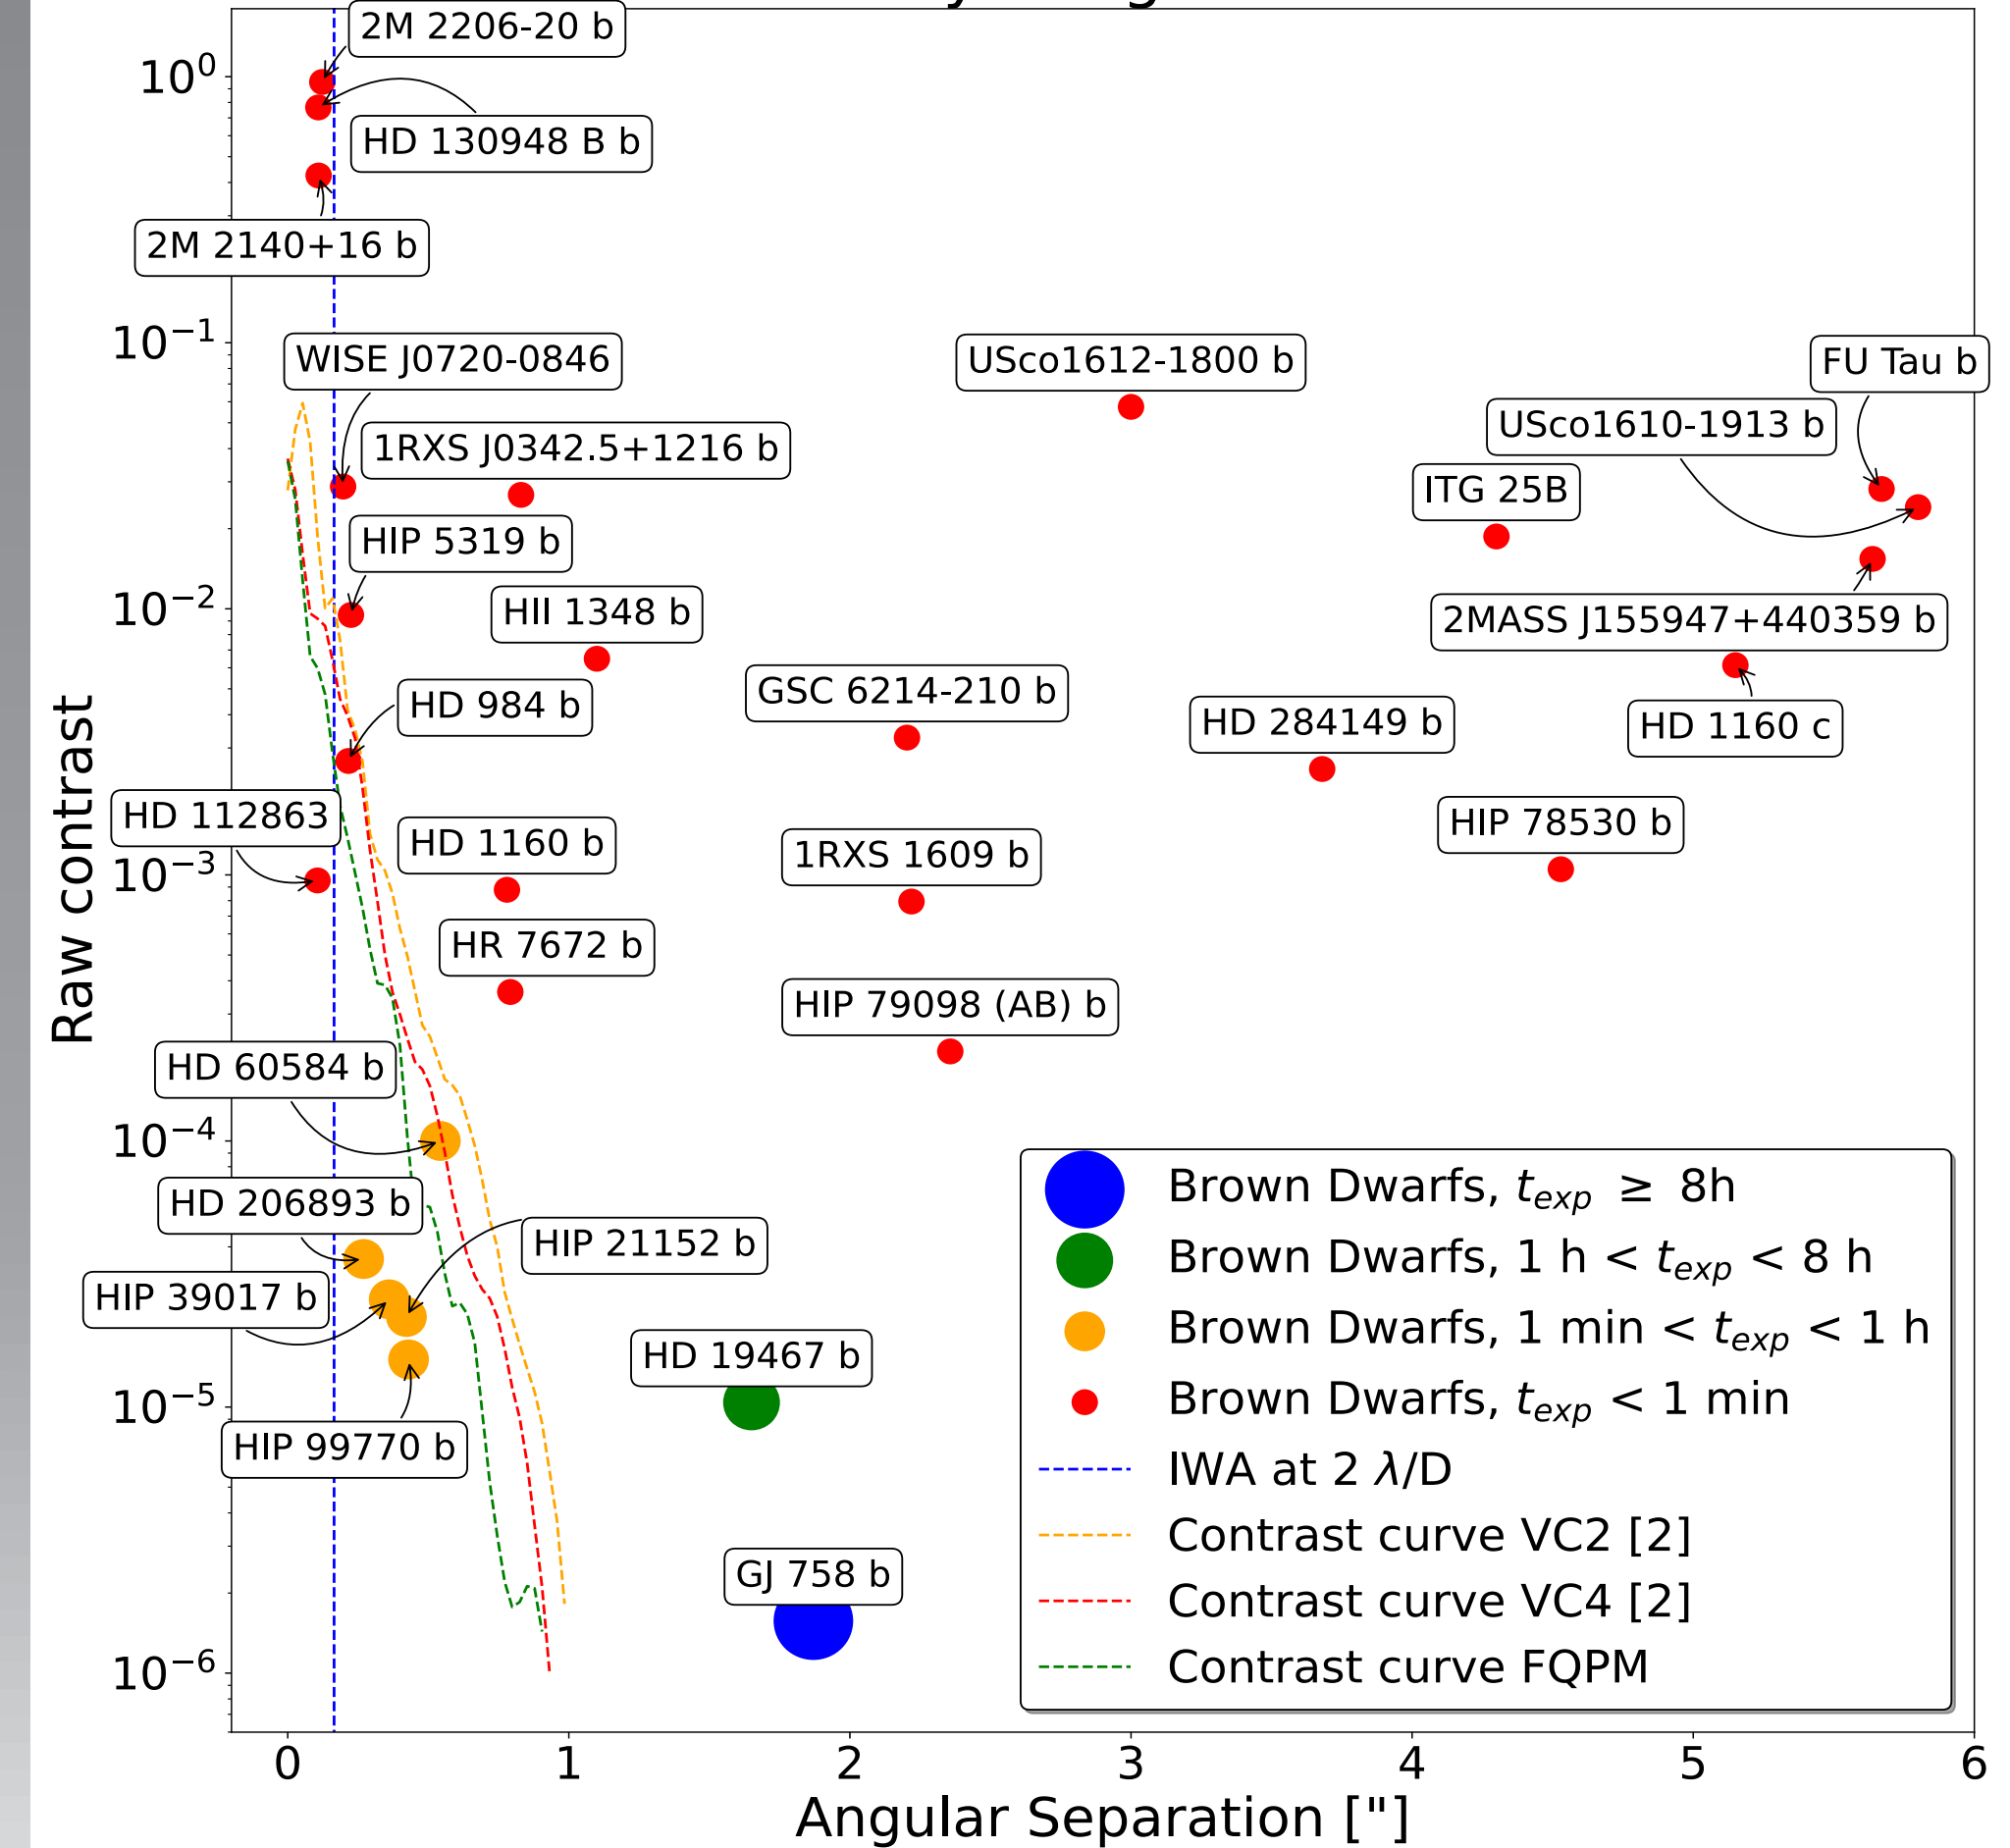 2M 2206-20 b
10⁰
HD 130948 B b
2M 2140+16 b
10⁻¹
WISE J0720-0846
USco1612-1800 b
FU Tau b
USco1610-1913 b
1RXS J0342.5+1216 b
ITG 25B
HIP 5319 b
10⁻²
HII 1348 b
2MASS J155947+440359 b
GSC 6214-210 b
HD 984 b
HD 284149 b
HD 1160 c
HD 112863
HD 1160 b
1RXS 1609 b
HIP 78530 b
10⁻³
Raw contrast
HR 7672 b
HIP 79098 (AB) b
HD 60584 b
10⁻⁴
HD 206893 b
HIP 21152 b
HIP 39017 b
HD 19467 b
10⁻⁵
HIP 99770 b
GJ 758 b
10⁻⁶
Brown Dwarfs, t_exp ≥ 8h
Brown Dwarfs, 1 h < t_exp < 8 h
Brown Dwarfs, 1 min < t_exp < 1 h
Brown Dwarfs, t_exp < 1 min
IWA at 2 λ/D
Contrast curve VC2 [2]
Contrast curve VC4 [2]
Contrast curve FQPM
0 1 2 3 4 5 6
Angular Separation ["]